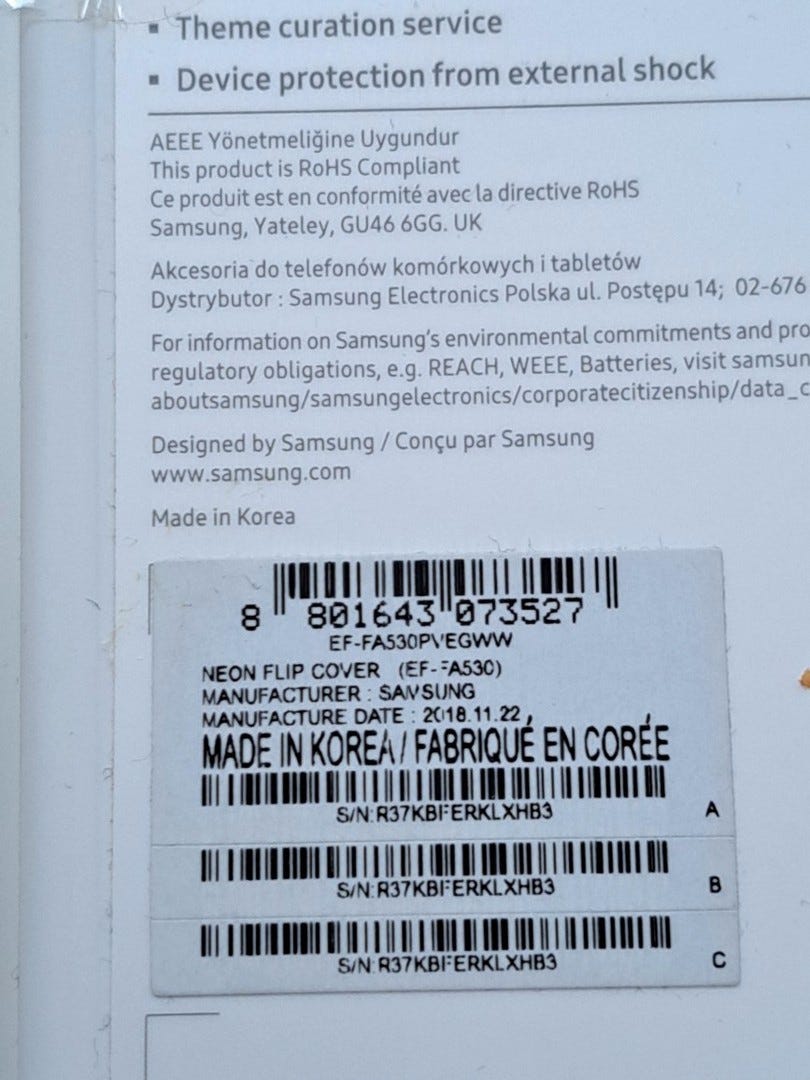 ▪ Theme curation service
▪ Device protection from external shock
AEEE Yönetmeliğine Uygundur
This product is RoHS Compliant
Ce produit est en conformité avec la directive RoHS
Samsung, Yateley, GU46 6GG. UK
Akcesoria do telefonów komórkowych i tabletów
Dystrybutor : Samsung Electronics Polska ul. Postępu 14; 02-676
For information on Samsung's environmental commitments and pro
regulatory obligations, e.g. REACH, WEEE, Batteries, visit samsun
aboutsamsung/samsungelectronics/corporatecitizenship/data_c
Designed by Samsung / Conçu par Samsung
www.samsung.com
Made in Korea
8 801643 073527
EF-FA530PVEGWW
NEON FLIP COVER (EF-FA530)
MANUFACTURER : SAMSUNG
MANUFACTURE DATE : 2018.11.22
MADE IN KOREA / FABRIQUÉ EN CORÉE
S/N:R37KBFERKLXHB3 A
S/N:R37KBFERKLXHB3 B
S/N:R37KBFERKLXHB3 C